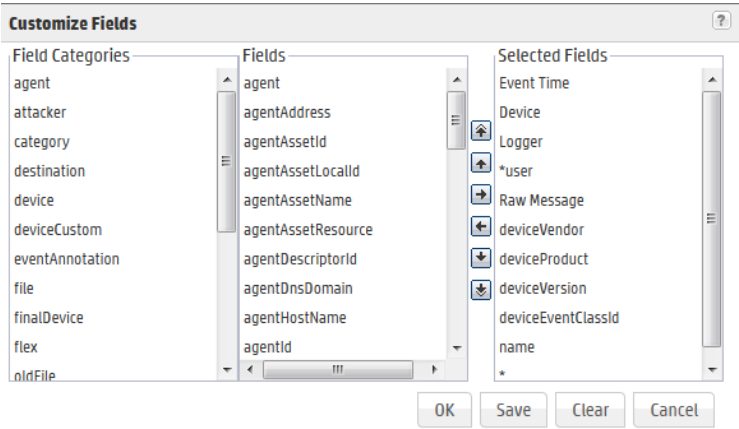 Customize Fields
?
Field Categories
agent
attacker
category
destination
device
deviceCustom
eventAnnotation
file
finalDevice
flex
oldFile
Fields
agent
agentAddress
agentAssetId
agentAssetLocalId
agentAssetName
agentAssetResource
agentDescriptorId
agentDnsDomain
agentHostName
agentId
Selected Fields
Event Time
Device
Logger
*user
Raw Message
deviceVendor
deviceProduct
deviceVersion
deviceEventClassId
name
*
OK
Save
Clear
Cancel